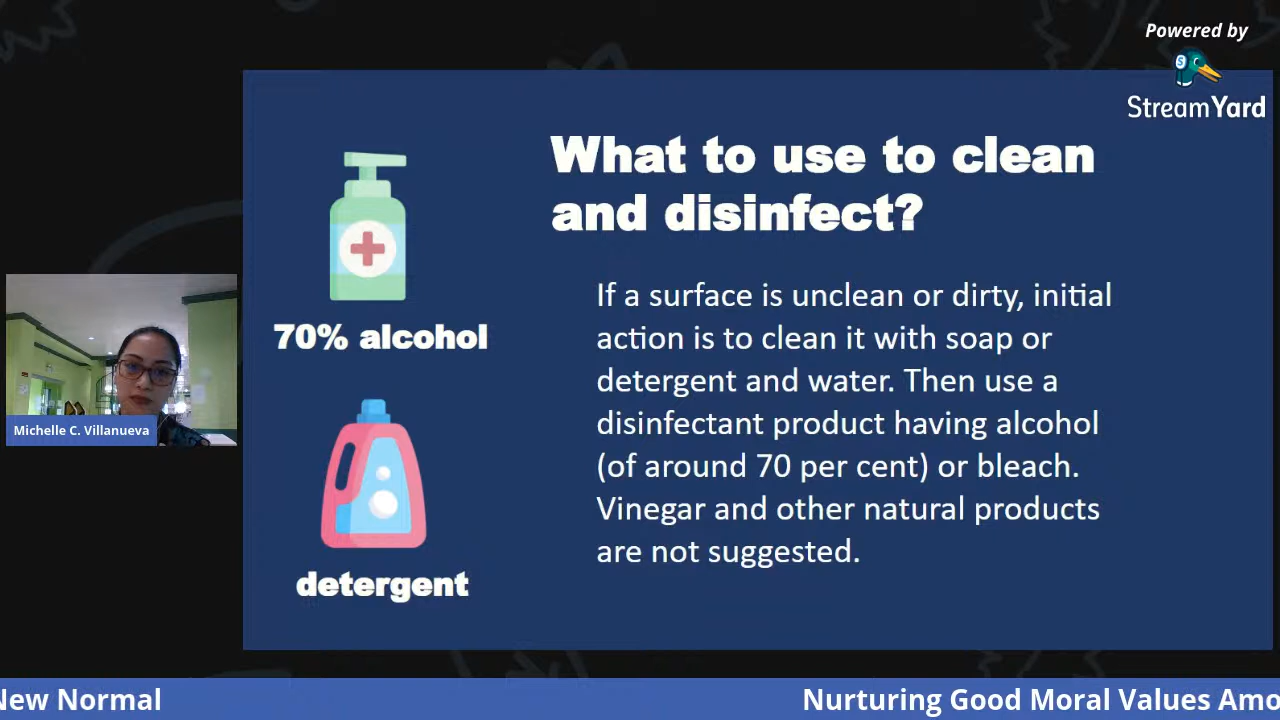 Powered by
StreamYard
What to use to clean
and disinfect?
70% alcohol
If a surface is unclean or dirty, initial
action is to clean it with soap or
detergent and water. Then use a
disinfectant product having alcohol
(of around 70 per cent) or bleach.
Vinegar and other natural products
are not suggested.
detergent
Michelle C. Villanueva
New Normal
Nurturing Good Moral Values Amo